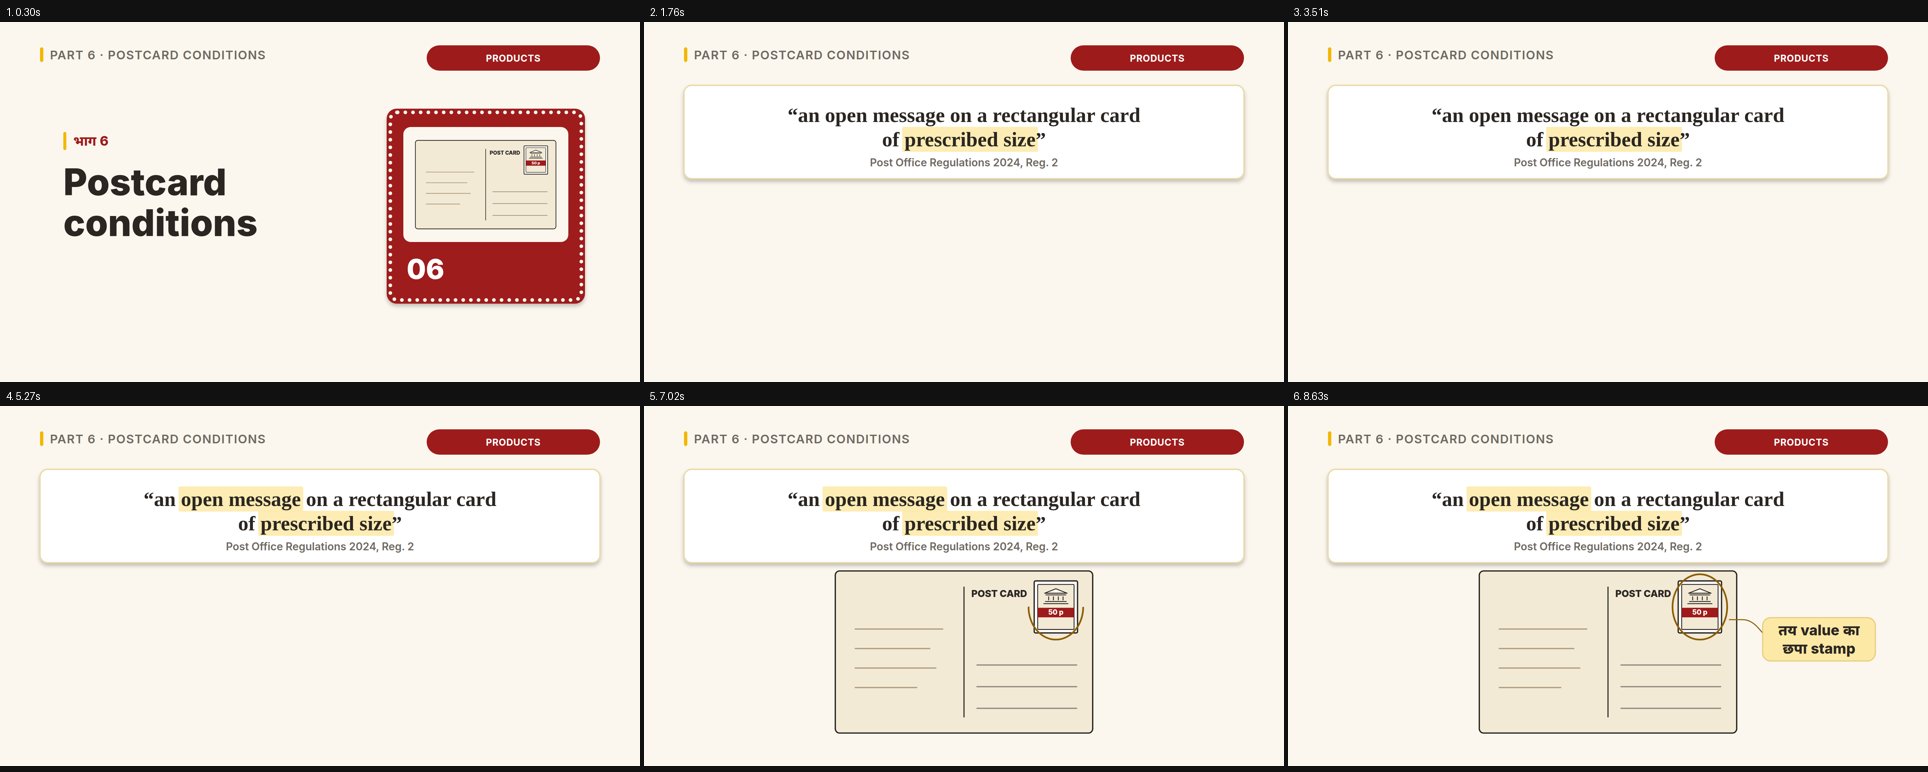 1. 0.30s
PART 6 · POSTCARD CONDITIONS
PRODUCTS
भाग 6
Postcard
conditions
POST CARD
50 p
06
2. 1.76s
PART 6 · POSTCARD CONDITIONS
PRODUCTS
“an open message on a rectangular card
of prescribed size”
Post Office Regulations 2024, Reg. 2
3. 3.51s
PART 6 · POSTCARD CONDITIONS
PRODUCTS
“an open message on a rectangular card
of prescribed size”
Post Office Regulations 2024, Reg. 2
4. 5.27s
PART 6 · POSTCARD CONDITIONS
PRODUCTS
“an open message on a rectangular card
of prescribed size”
Post Office Regulations 2024, Reg. 2
5. 7.02s
PART 6 · POSTCARD CONDITIONS
PRODUCTS
“an open message on a rectangular card
of prescribed size”
Post Office Regulations 2024, Reg. 2
POST CARD
50 p
6. 8.63s
PART 6 · POSTCARD CONDITIONS
PRODUCTS
“an open message on a rectangular card
of prescribed size”
Post Office Regulations 2024, Reg. 2
POST CARD
50 p
तय value का
छपा stamp